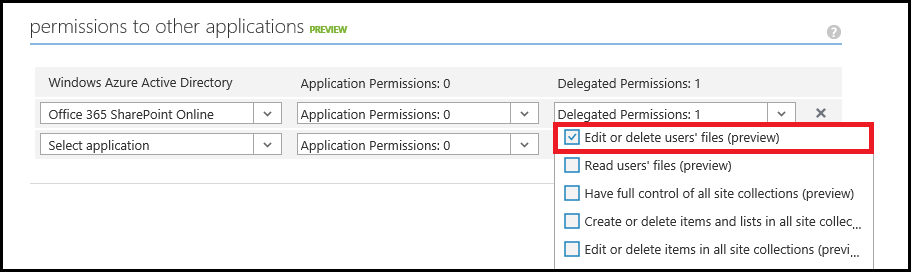 permissions to other applications PREVIEW
Windows Azure Active Directory Application Permissions: 0 Delegated Permissions: 1
Office 365 SharePoint Online Application Permissions: 0 Delegated Permissions: 1
Edit or delete users' files (preview)
Select application Application Permissions: 0
Read users' files (preview)
Have full control of all site collections (preview)
Create or delete items and lists in all site collec...
Edit or delete items in all site collections (previ...